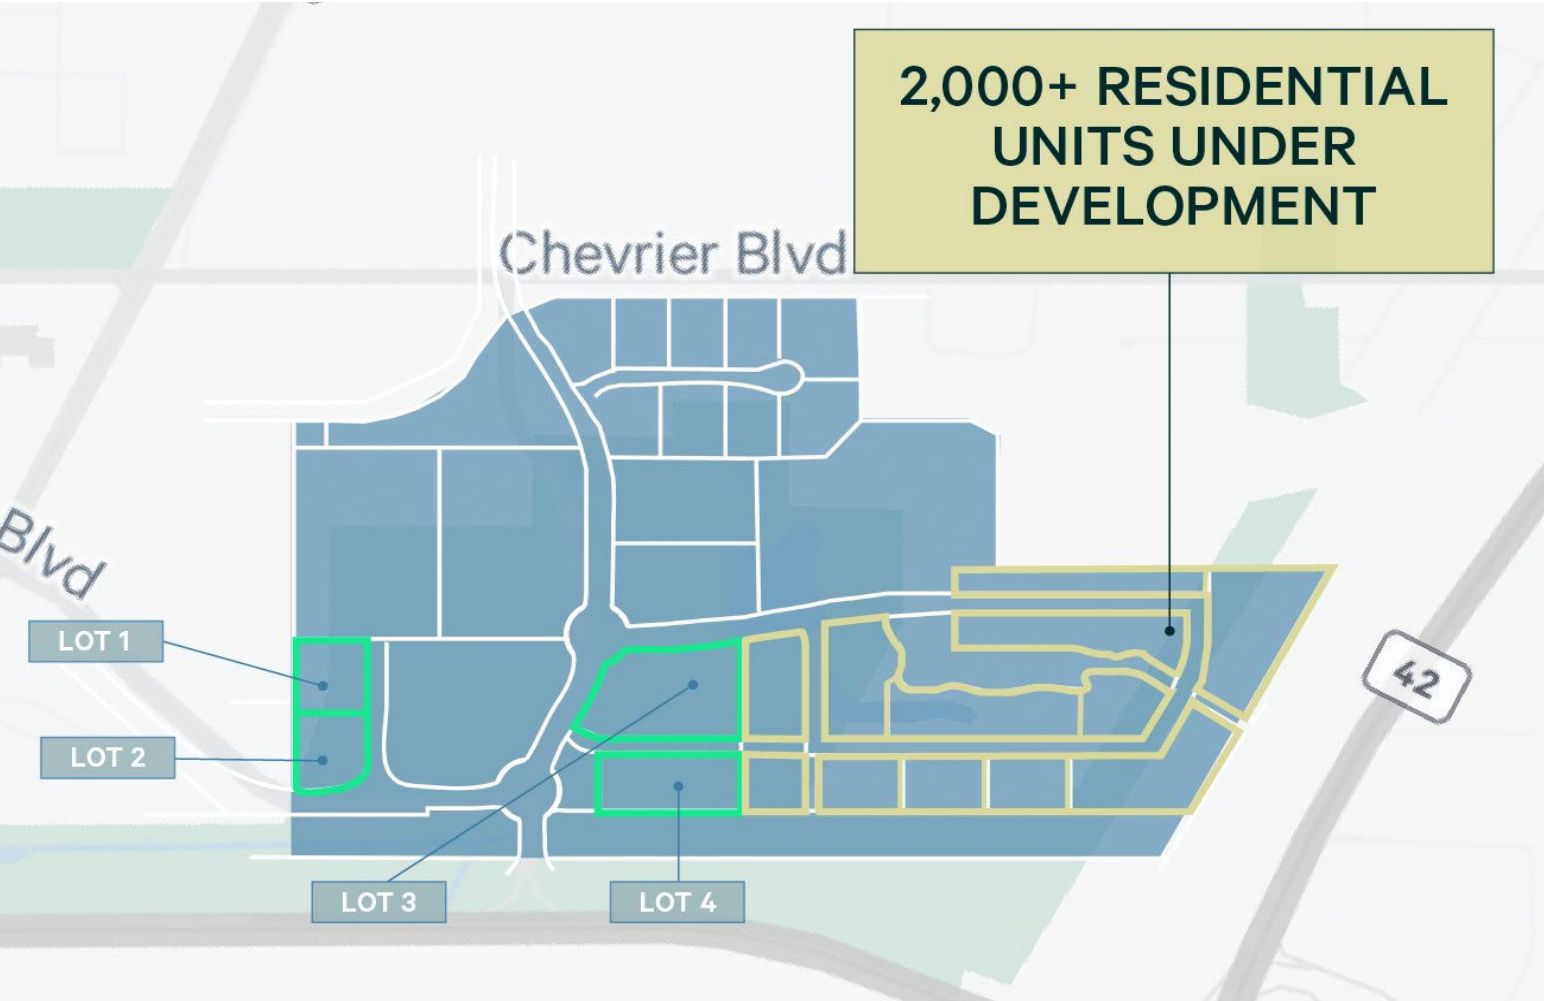 2,000+ RESIDENTIAL
UNITS UNDER
DEVELOPMENT
Chevrier Blvd
Blvd
LOT 1
LOT 2
42
LOT 3
LOT 4